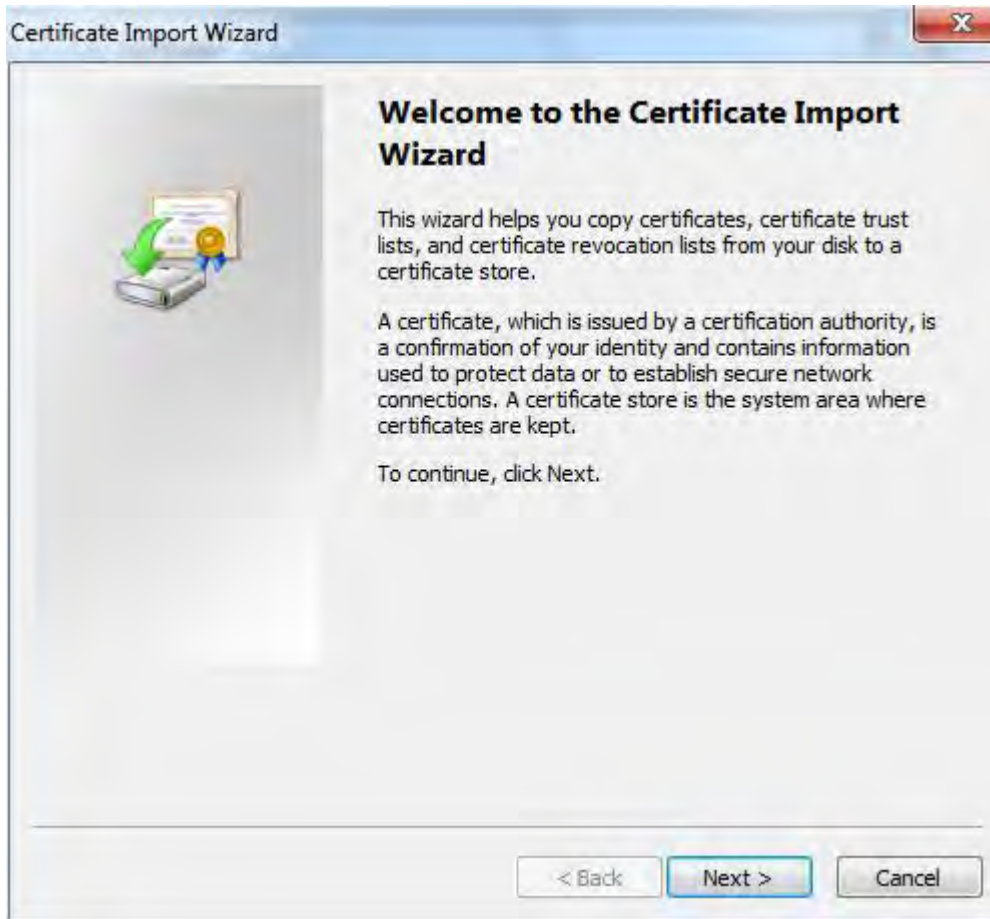 Certificate Import Wizard
Welcome to the Certificate Import
Wizard
This wizard helps you copy certificates, certificate trust
lists, and certificate revocation lists from your disk to a
certificate store.
A certificate, which is issued by a certification authority, is
a confirmation of your identity and contains information
used to protect data or to establish secure network
connections. A certificate store is the system area where
certificates are kept.
To continue, click Next.
< Back
Next >
Cancel